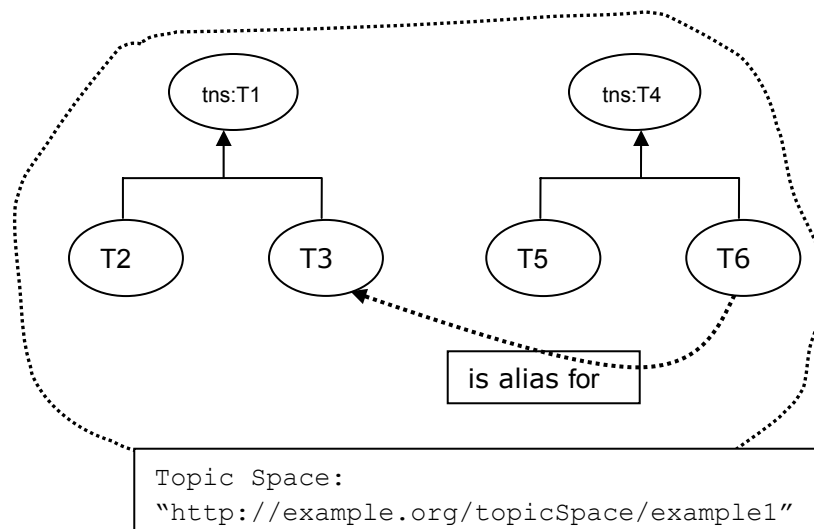 tns:T1
tns:T4
T2
T3
T5
T6
is alias for
Topic Space:
“http://example.org/topicSpace/example1”